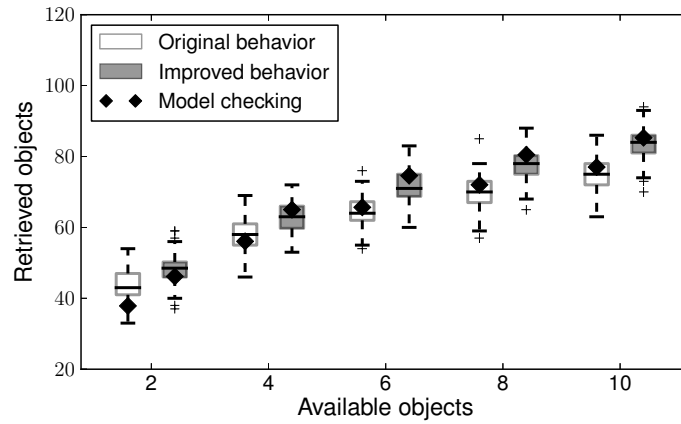 120
100
80
60
40
20
Retrieved objects
Original behavior
Improved behavior
Model checking
2 4 6 8 10
Available objects